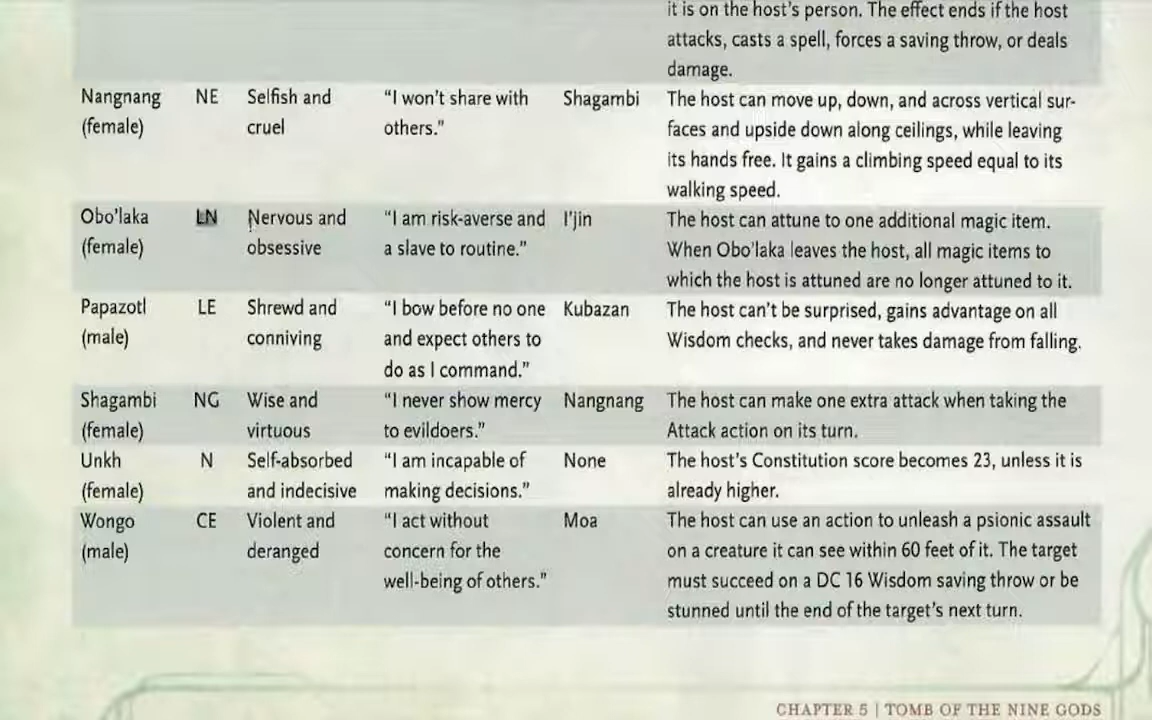 it is on the host's person. The effect ends if the host
attacks, casts a spell, forces a saving throw, or deals
damage.
Nangnang NE Selfish and "I won't share with Shagambi The host can move up, down, and across vertical sur-
(female) cruel others." faces and upside down along ceilings, while leaving
its hands free. It gains a climbing speed equal to its
walking speed.
Obo'laka LN Nervous and "I am risk-averse and I'jin The host can attune to one additional magic item.
(female) obsessive a slave to routine." When Obo'laka leaves the host, all magic items to
which the host is attuned are no longer attuned to it.
Papazotl LE Shrewd and "I bow before no one Kubazan The host can't be surprised, gains advantage on all
(male) conniving and expect others to Wisdom checks, and never takes damage from falling.
do as I command."
Shagambi NG Wise and "I never show mercy Nangnang The host can make one extra attack when taking the
(female) virtuous to evildoers." Attack action on its turn.
Unkh N Self-absorbed "I am incapable of None The host's Constitution score becomes 23, unless it is
(female) and indecisive making decisions." already higher.
Wongo CE Violent and "I act without Moa The host can use an action to unleash a psionic assault
(male) deranged concern for the on a creature it can see within 60 feet of it. The target
well-being of others." must succeed on a DC 16 Wisdom saving throw or be
stunned until the end of the target's next turn.
CHAPTER 5 | TOMB OF THE NINE GODS